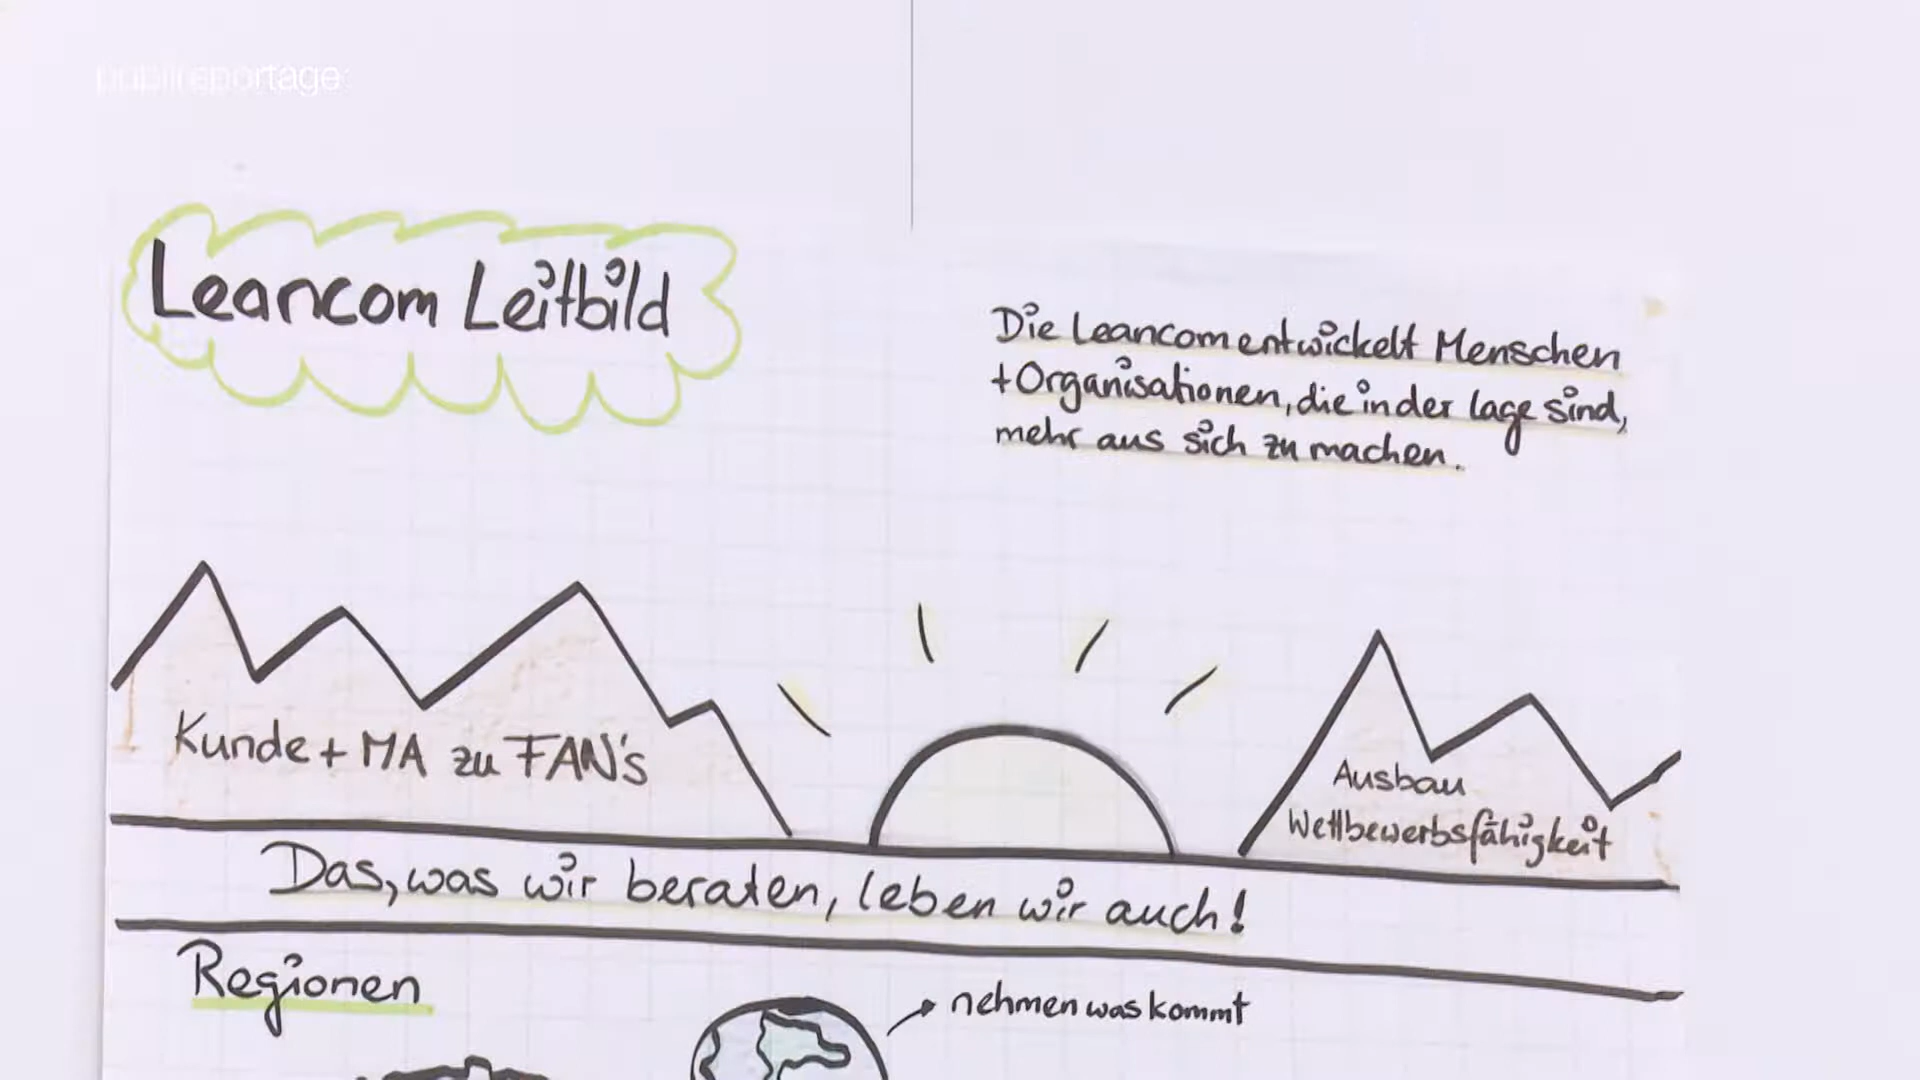 publireportage:
Leancom Leitbild
Die Leancom entwickelt Menschen
+ Organisationen, die in der Lage sind,
mehr aus sich zu machen.
Kunde + MA zu FAN's
Ausbau
Wettbewerbsfähigkeit
Das, was wir beraten, leben wir auch!
Regionen
nehmen was kommt